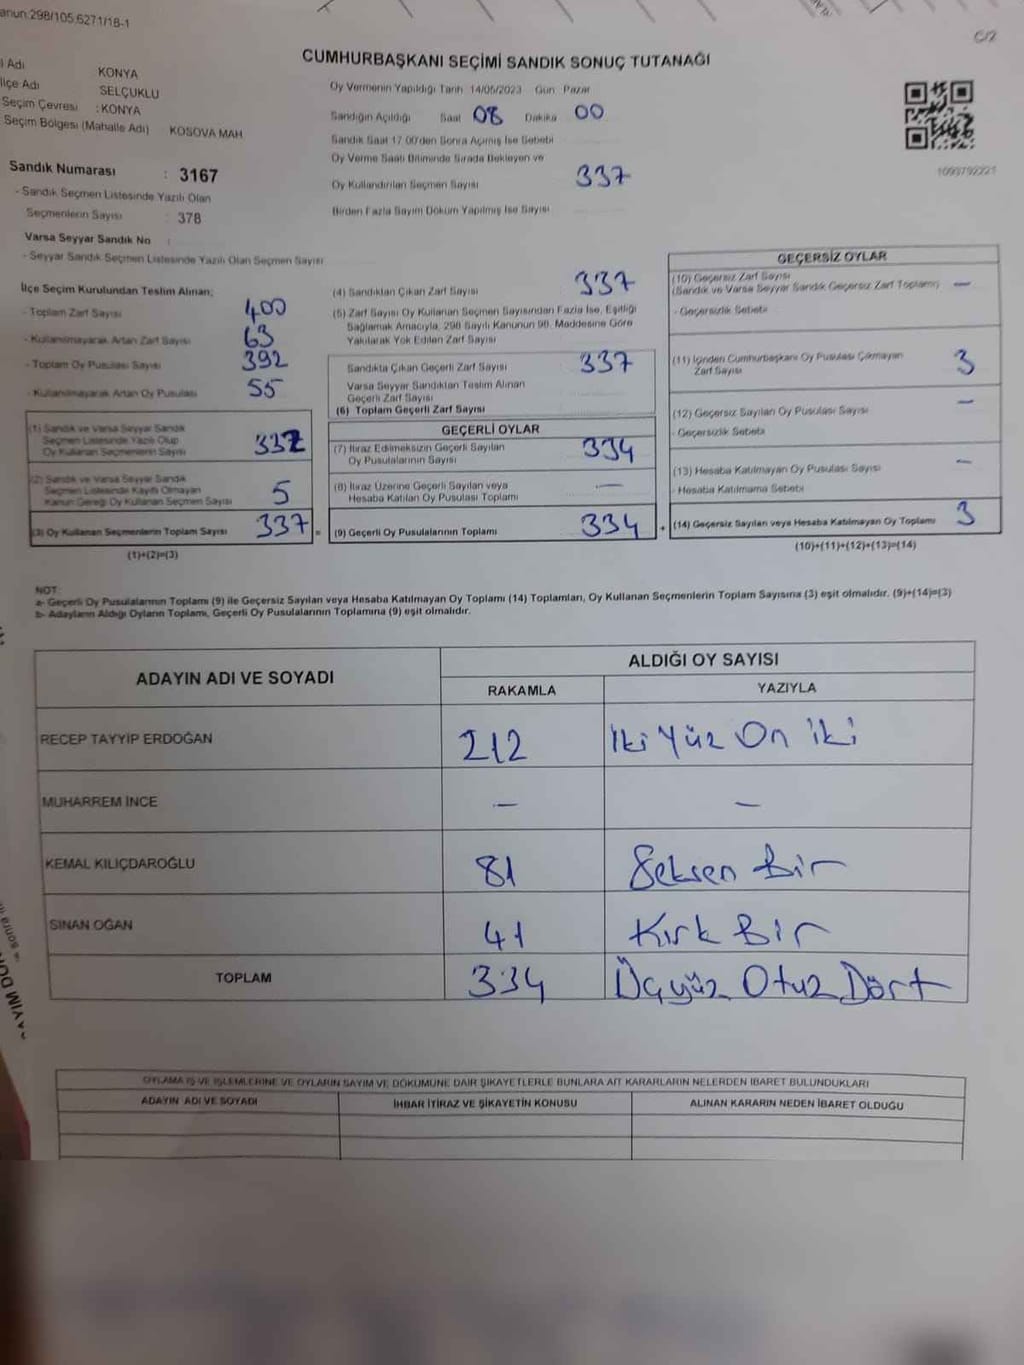 anun:298/105:6271/18-1
C/2
CUMHURBAŞKANI SEÇİMİ SANDIK SONUÇ TUTANAĞI
l Adı KONYA
lçe Adı SELÇUKLU
Seçim Çevresi : KONYA
Seçim Bölgesi (Mahalle Adı) KOSOVA MAH
Oy Vermenin Yapıldığı Tarih 14/05/2023 Gün Pazar
Sandığın Açıldığı Saat 08 Dakika 00
Sandık Saat 17:00'den Sonra Açılmış İse Sebebi
Oy Verme Saati Bitiminde Sırada Bekleyen ve
Oy Kullandırılan Seçmen Sayısı 337
Birden Fazla Sayım Döküm Yapılmış İse Sayısı
1093792221
Sandık Numarası : 3167
- Sandık Seçmen Listesinde Yazılı Olan
Seçmenlerin Sayısı : 378
Varsa Seyyar Sandık No :
- Seyyar Sandık Seçmen Listesinde Yazılı Olan Seçmen Sayısı
İlçe Seçim Kurulundan Teslim Alınan;
- Toplam Zarf Sayısı 400
- Kullanılmayarak Artan Zarf Sayısı 63
- Toplam Oy Pusulası Sayısı 392
- Kullanılmayarak Artan Oy Pusulası 55
(1) Sandık ve Varsa Seyyar Sandık
Seçmen Listesinde Yazılı Olup
Oy Kullanan Seçmenlerin Sayısı 332
(2) Sandık ve Varsa Seyyar Sandık
Seçmen Listesinde Kayıtlı Olmayan
Kanun Gereği Oy Kullanan Seçmen Sayısı 5
(3) Oy Kullanan Seçmenlerin Toplam Sayısı 337 =
(1)+(2)=(3)
(4) Sandıktan Çıkan Zarf Sayısı 337
(5) Zarf Sayısı Oy Kullanan Seçmen Sayısından Fazla İse, Eşitliği
Sağlamak Amacıyla, 298 Sayılı Kanunun 98. Maddesine Göre
Yakılarak Yok Edilen Zarf Sayısı
Sandıkta Çıkan Geçerli Zarf Sayısı 337
Varsa Seyyar Sandıktan Teslim Alınan
Geçerli Zarf Sayısı
(6) Toplam Geçerli Zarf Sayısı
GEÇERLİ OYLAR
(7) İtiraz Edilmeksizin Geçerli Sayılan
Oy Pusulalarının Sayısı 334
(8) İtiraz Üzerine Geçerli Sayılan veya
Hesaba Katılan Oy Pusulası Toplamı —
(9) Geçerli Oy Pusulalarının Toplamı 334 +
GEÇERSİZ OYLAR
(10) Geçersiz Zarf Sayısı
(Sandık ve Varsa Seyyar Sandık Geçersiz Zarf Toplamı) —
- Geçersizlik Sebebi
(11) İçinden Cumhurbaşkanı Oy Pusulası Çıkmayan
Zarf Sayısı 3
(12) Geçersiz Sayılan Oy Pusulası Sayısı —
- Geçersizlik Sebebi
(13) Hesaba Katılmayan Oy Pusulası Sayısı —
- Hesaba Katılmama Sebebi
(14) Geçersiz Sayılan veya Hesaba Katılmayan Oy Toplamı 3
(10)+(11)+(12)+(13)=(14)
NOT:
a- Geçerli Oy Pusulalarının Toplamı (9) ile Geçersiz Sayılan veya Hesaba Katılmayan Oy Toplamı (14) Toplamları, Oy Kullanan Seçmenlerin Toplam Sayısına (3) eşit olmalıdır. (9)+(14)=(3)
b- Adayların Aldığı Oyların Toplamı, Geçerli Oy Pusulalarının Toplamına (9) eşit olmalıdır.
ADAYIN ADI VE SOYADI ALDIĞI OY SAYISI
RAKAMLA YAZIYLA
RECEP TAYYİP ERDOĞAN 212 İki Yüz On iki
MUHARREM İNCE — —
KEMAL KILIÇDAROĞLU 81 Seksen Bir
SİNAN OĞAN 41 Kırk Bir
TOPLAM 334 Üçyüz Otuz Dört
OYLAMA İŞ VE İŞLEMLERİNE VE OYLARIN SAYIM VE DÖKÜMÜNE DAİR ŞİKAYETLERLE BUNLARA AİT KARARLARIN NELERDEN İBARET BULUNDUKLARI
ADAYIN ADI VE SOYADI İHBAR İTİRAZ VE ŞİKAYETİN KONUSU ALINAN KARARIN NEDEN İBARET OLDUĞU